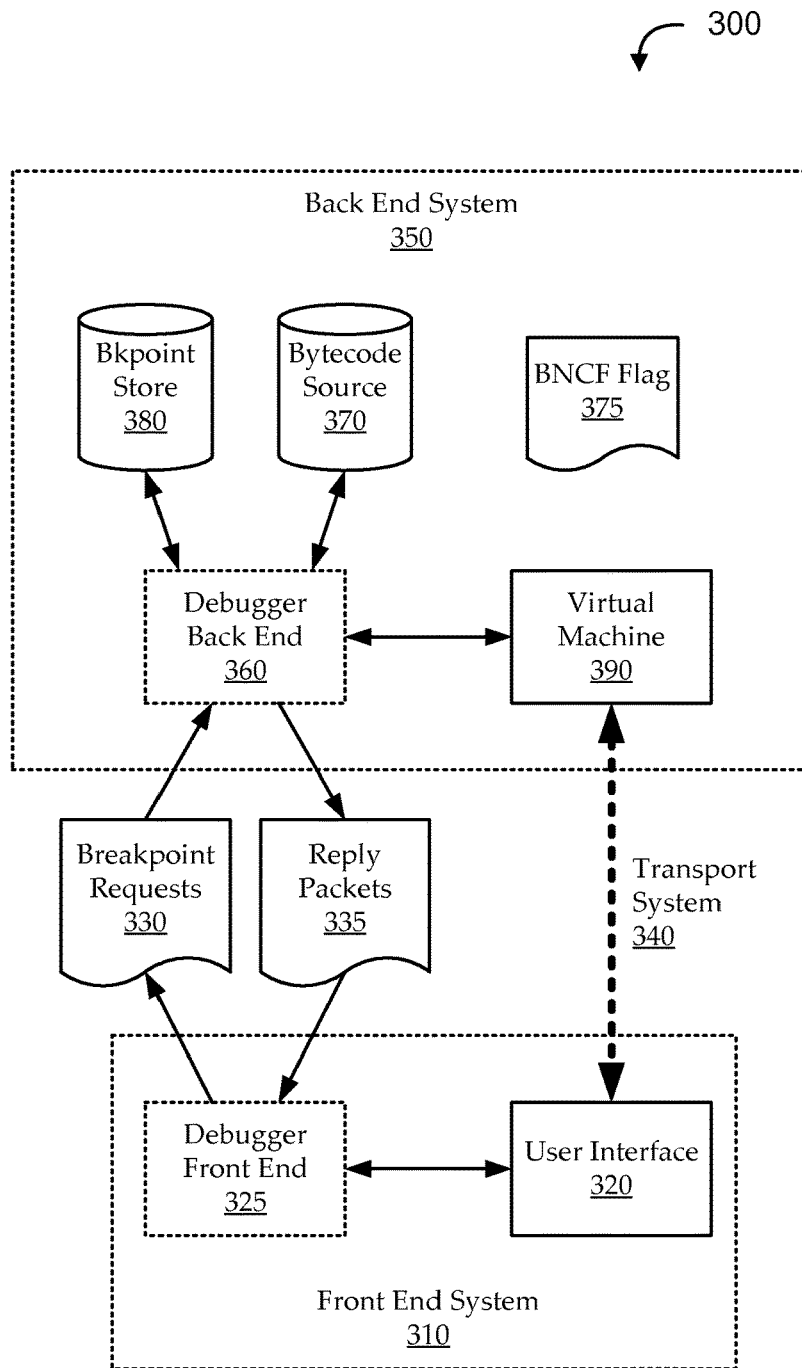 300
Back End System
350
Bkpoint
Store
380
Bytecode
Source
370
BNCF Flag
375
Debugger
Back End
360
Virtual
Machine
390
Breakpoint
Requests
330
Reply
Packets
335
Transport
System
340
Debugger
Front End
325
User Interface
320
Front End System
310